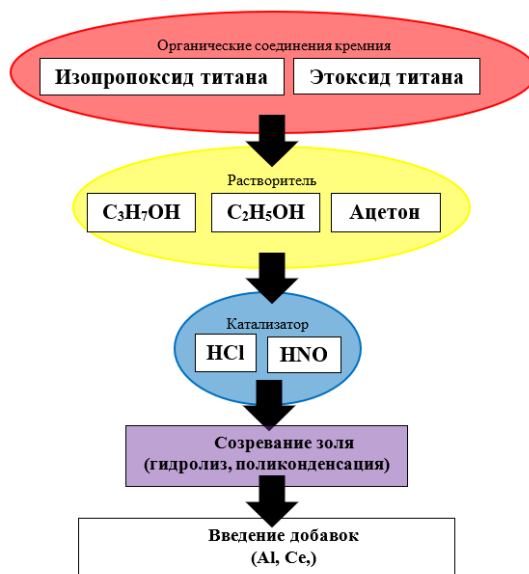 Органические соединения кремния
Изопропоксид титана Этоксид титана
Растворитель
C₃H₇OH C₂H₅OH Ацетон
Катализатор
HCl HNO
Созревание золя
(гидролиз, поликонденсация)
Введение добавок
(Al, Ce,)